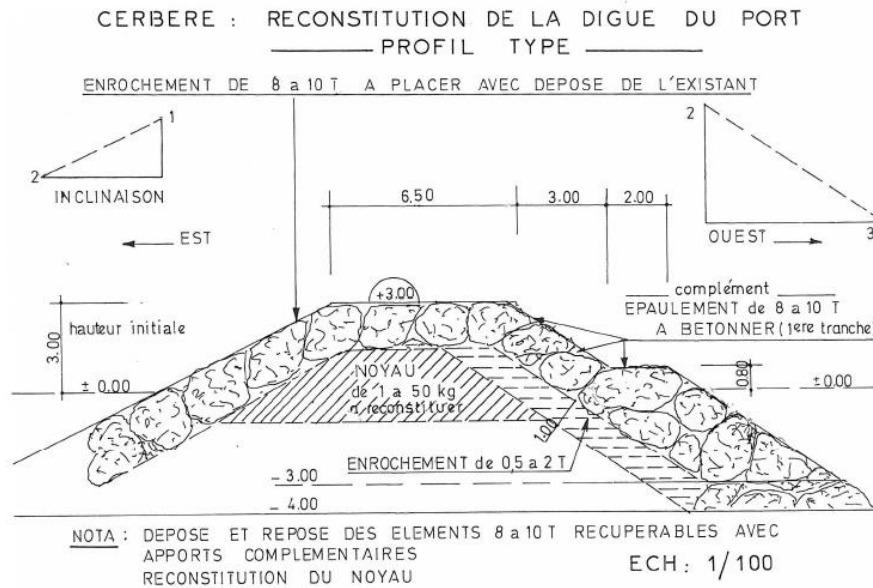 CERBERE : RECONSTITUTION DE LA DIGUE DU PORT
PROFIL TYPE
ENROCHEMENT DE 8 a 10 T A PLACER AVEC DEPOSE DE L'EXISTANT
1
2
INCLINAISON
2
3
6,50
3.00
2.00
EST
OUEST
+3.00
complément
EPAULEMENT de 8 a 10 T
A BETONNER (1ere tranche)
hauteur initiale
3.00
± 0.00
0.80
±0.00
NOYAU
de 1 a 50 kg
a reconstituer
1.00
ENROCHEMENT de 0,5 a 2 T
- 3.00
- 4.00
NOTA : DEPOSE ET REPOSE DES ELEMENTS 8 a 10 T RECUPERABLES AVEC
APPORTS COMPLEMENTAIRES
RECONSTITUTION DU NOYAU
ECH: 1/100